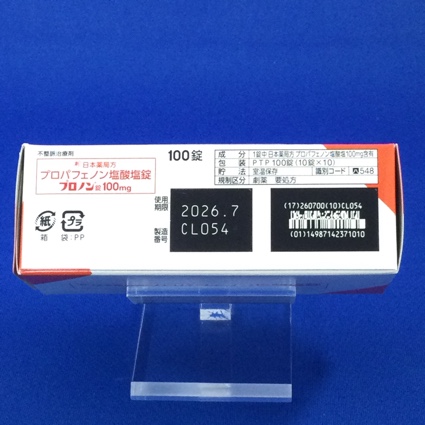 不整脈治療剤
日本薬局方
プロパフェノン塩酸塩錠
プロノン錠100mg
紙
箱
プラ
袋:PP
100錠
成分 1錠中 日本薬局方 プロパフェノン塩酸塩100mg含有
包装 PTP100錠(10錠×10)
貯法 室温保存 識別コード 548
規制区分 劇薬 要処方
使用
期限
2026.7
製造
番号
CL054
(17)260700(10)CL054
(01)14987142371010